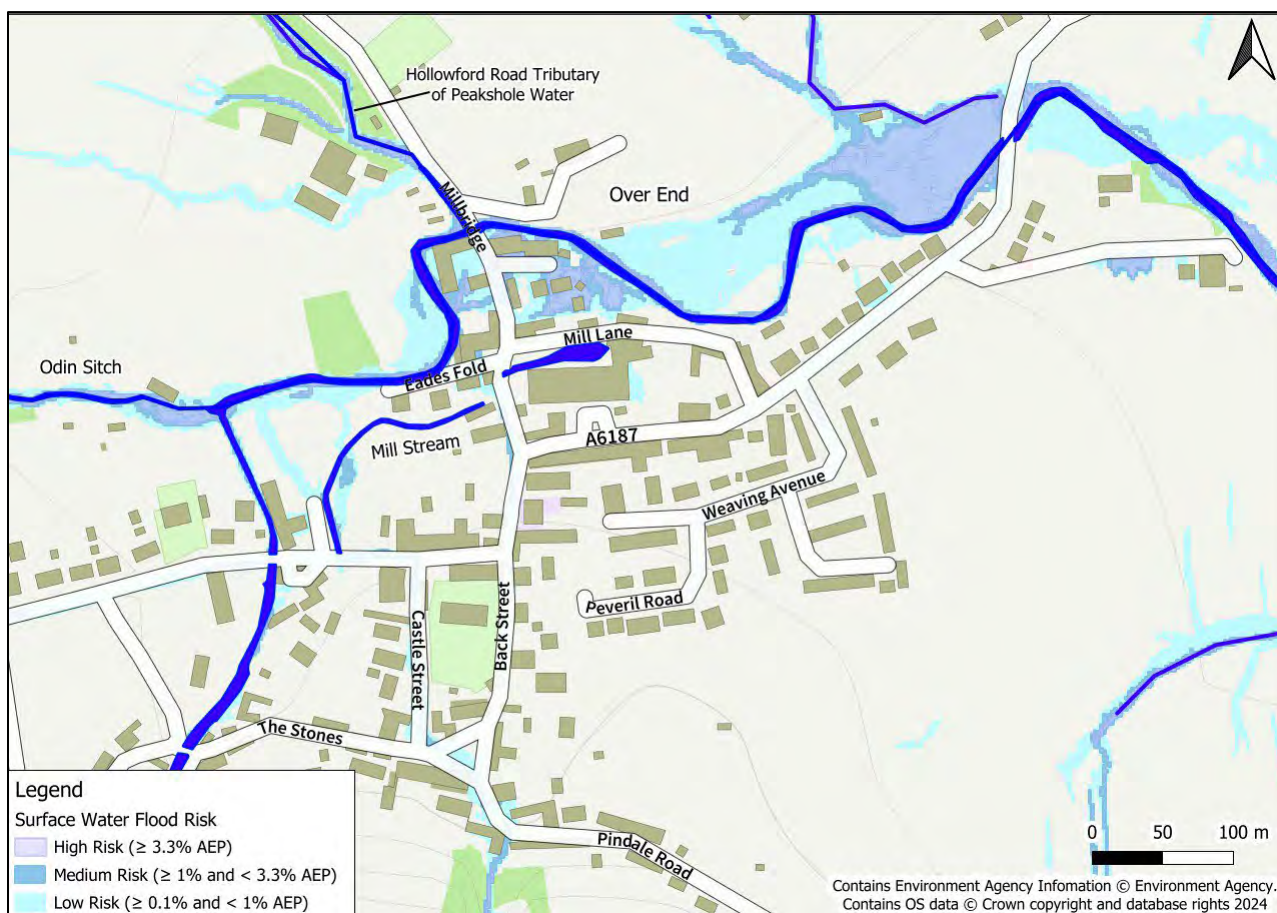 Hollowford Road Tributary
of Peakshole Water
Millbridge
Over End
Mill Lane
Odin Sitch
Eades Fold
Mill Stream
A6187
Weaving Avenue
Peveril Road
Castle Street
Back Street
The Stones
Pindale Road
Legend
Surface Water Flood Risk
High Risk (≥ 3.3% AEP)
Medium Risk (≥ 1% and < 3.3% AEP)
Low Risk (≥ 0.1% and < 1% AEP)
0 50 100 m
Contains Environment Agency Infomation © Environment Agency.
Contains OS data © Crown copyright and database rights 2024